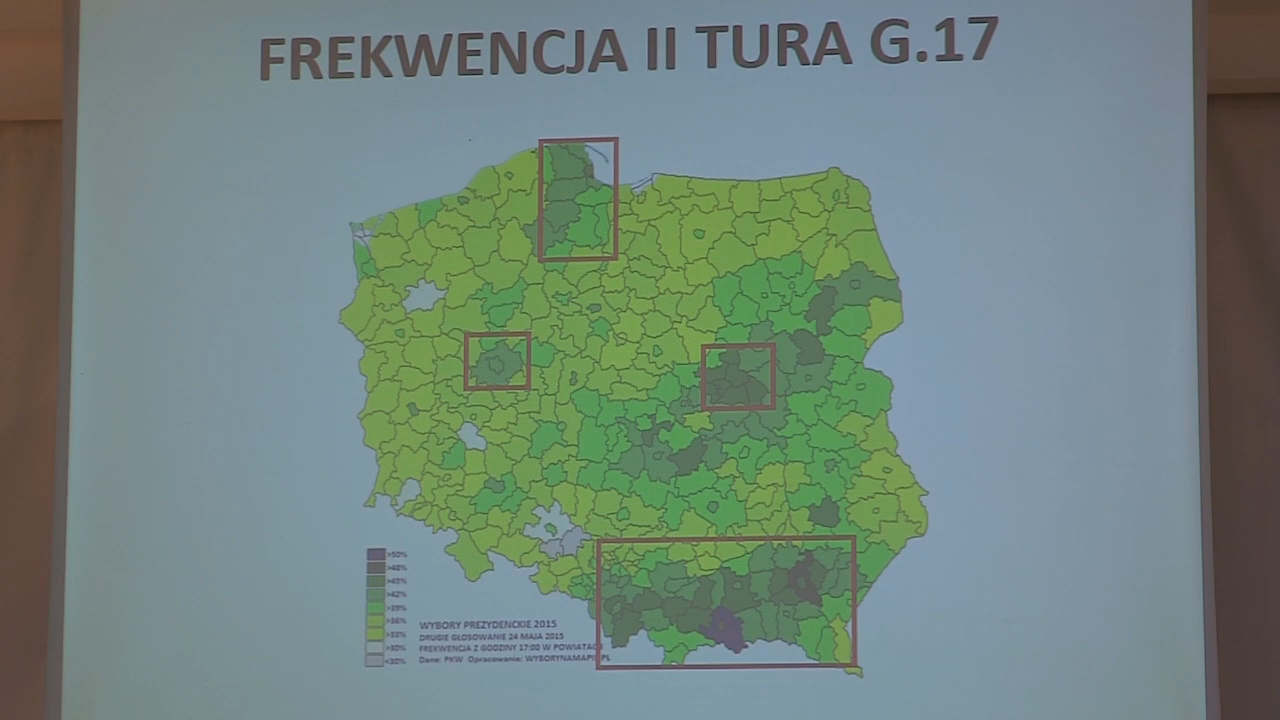 FREKWENCJA II TURA G.17
>50%
>48%
>45%
>42%
>39%
>36%
>33%
>30%
<30%
WYBORY PREZYDENCKIE 2015
DRUGIE GŁOSOWANIE 24 MAJA 2015
FREKWENCJA Z GODZINY 17:00 W POWIATACH
Dane: PKW Opracowanie: WYBORYNAMAPIE.PL